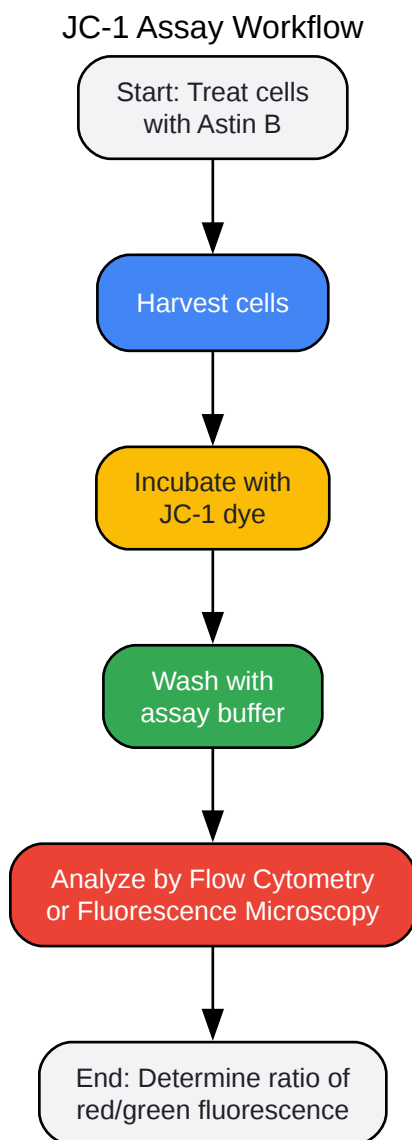 JC-1 Assay Workflow
Start: Treat cells
with Astin B
Harvest cells
Incubate with
JC-1 dye
Wash with
assay buffer
Analyze by Flow Cytometry
or Fluorescence Microscopy
End: Determine ratio of
red/green fluorescence